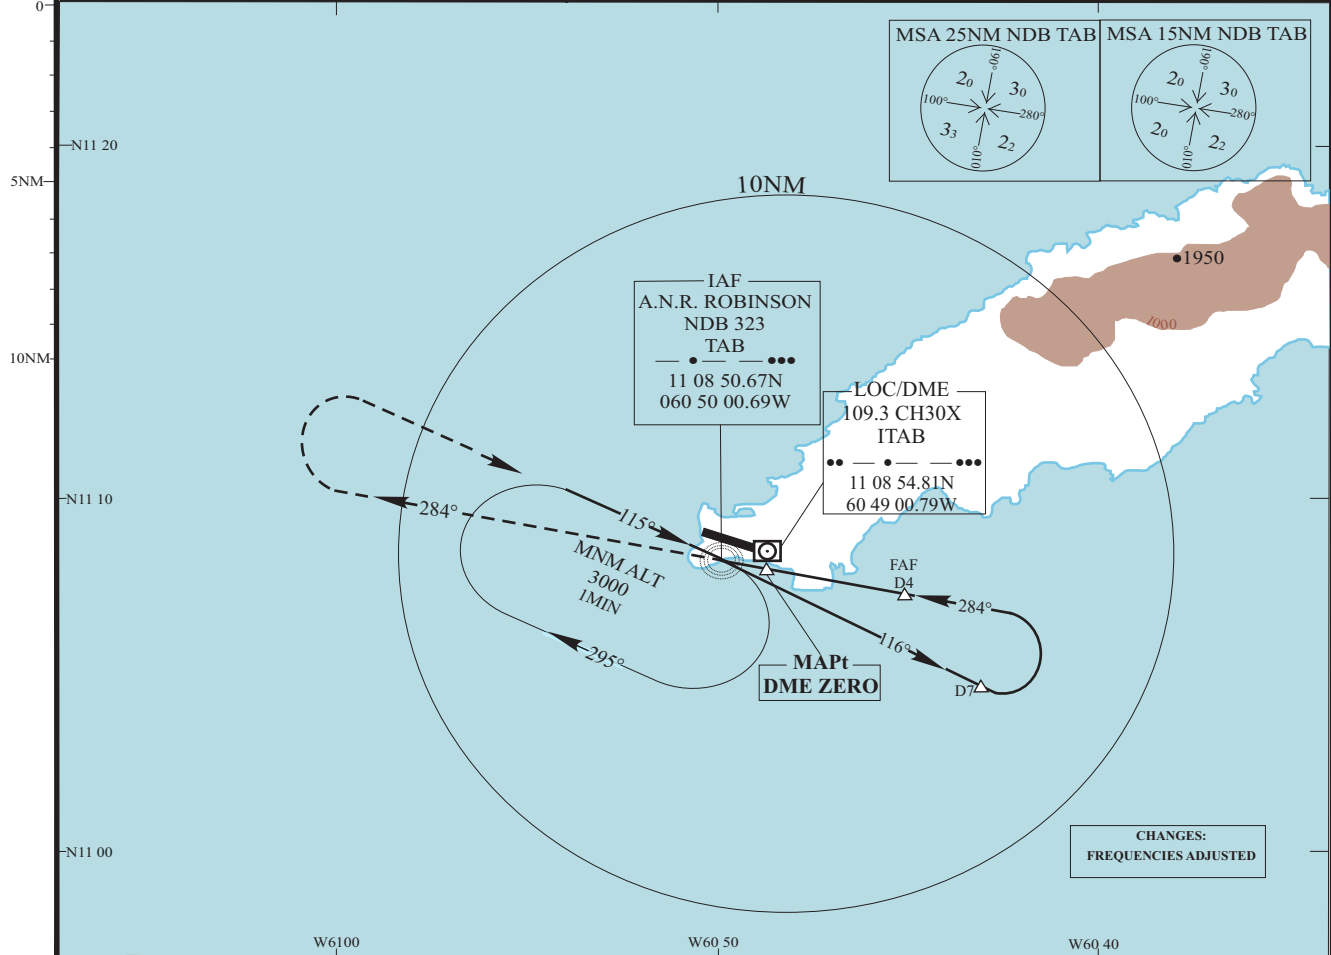 0
MSA 25NM NDB TAB
190°
2₀
3₀
100°
280°
3₃
2₂
010°
MSA 15NM NDB TAB
190°
2₀
3₀
100°
280°
2₀
2₂
010°
N11 20
5NM
10NM
10NM
1950
1000
IAF
A.N.R. ROBINSON
NDB 323
TAB
11 08 50.67N
060 50 00.69W
LOC/DME
109.3 CH30X
ITAB
11 08 54.81N
60 49 00.79W
N11 10
284°
115°
MNM ALT
3000
1MIN
295°
FAF
D4
284°
116°
D7
MAPt
DME ZERO
N11 00
CHANGES:
FREQUENCIES ADJUSTED
W6100
W60 50
W60 40